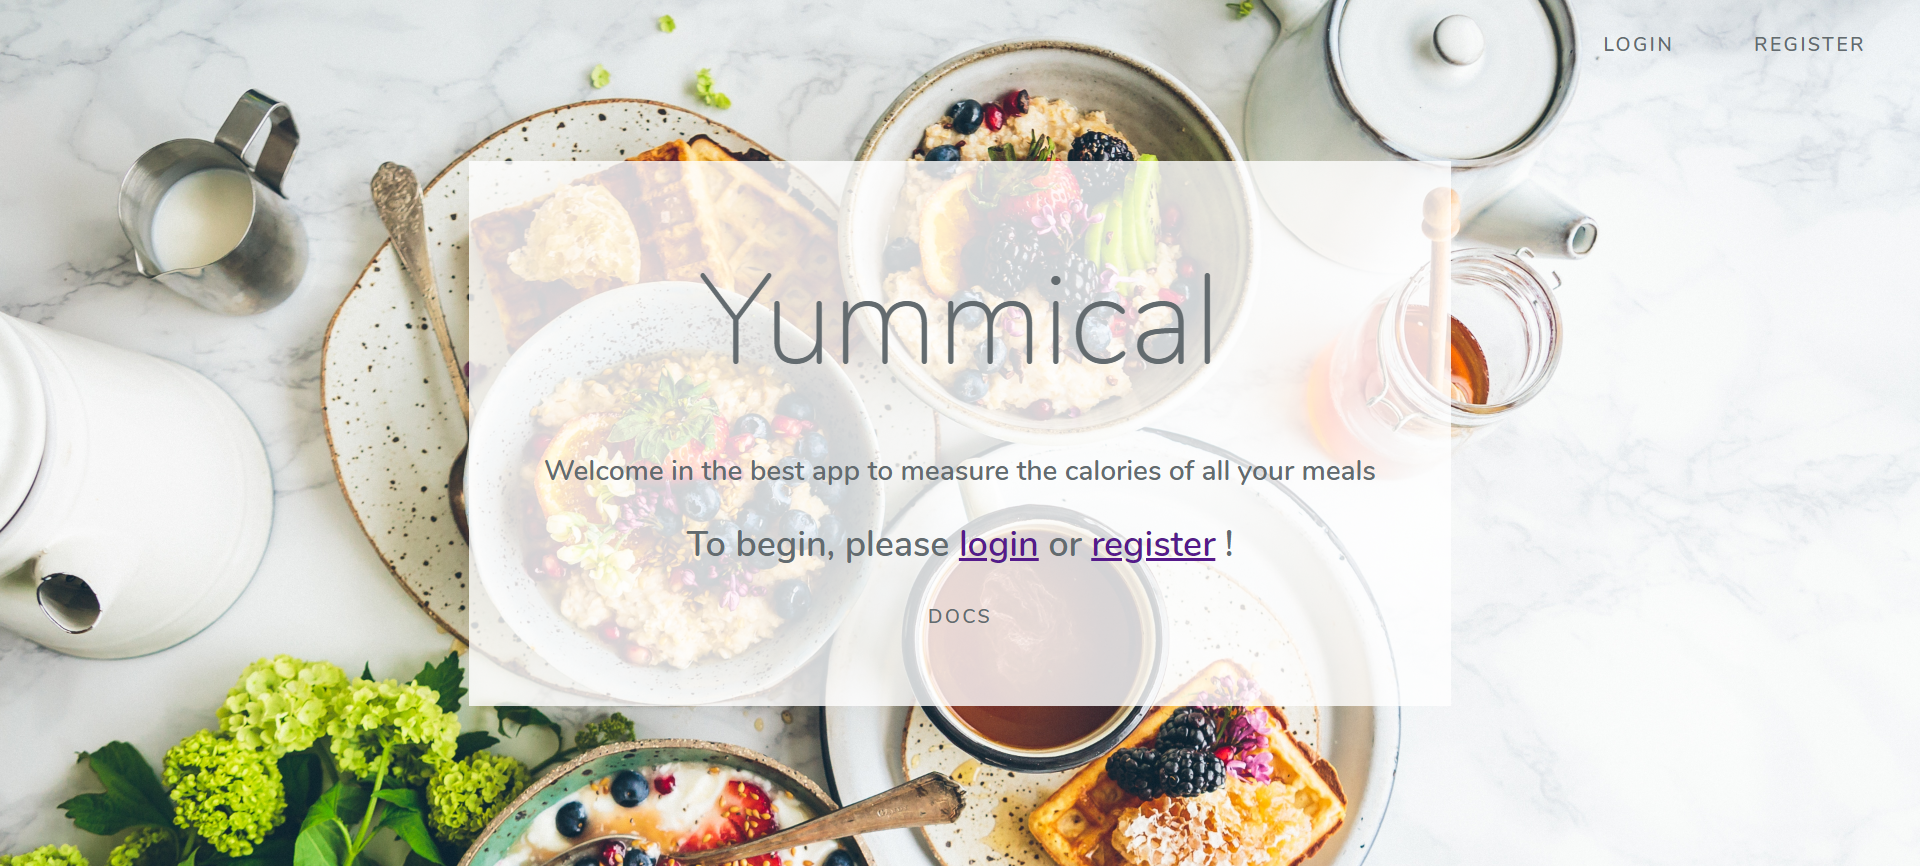 LOGIN REGISTER
Yummical
Welcome in the best app to measure the calories of all your meals
To begin, please login or register !
DOCS